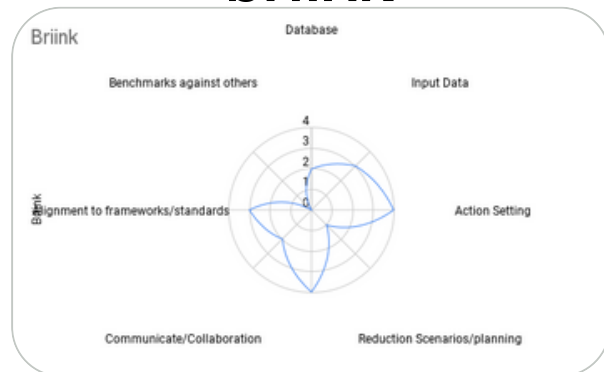 Briink
Database
Benchmarks against others
Input Data
4
3
2
1
0
Briink
Alignment to frameworks/standards
Action Setting
Communicate/Collaboration
Reduction Scenarios/planning